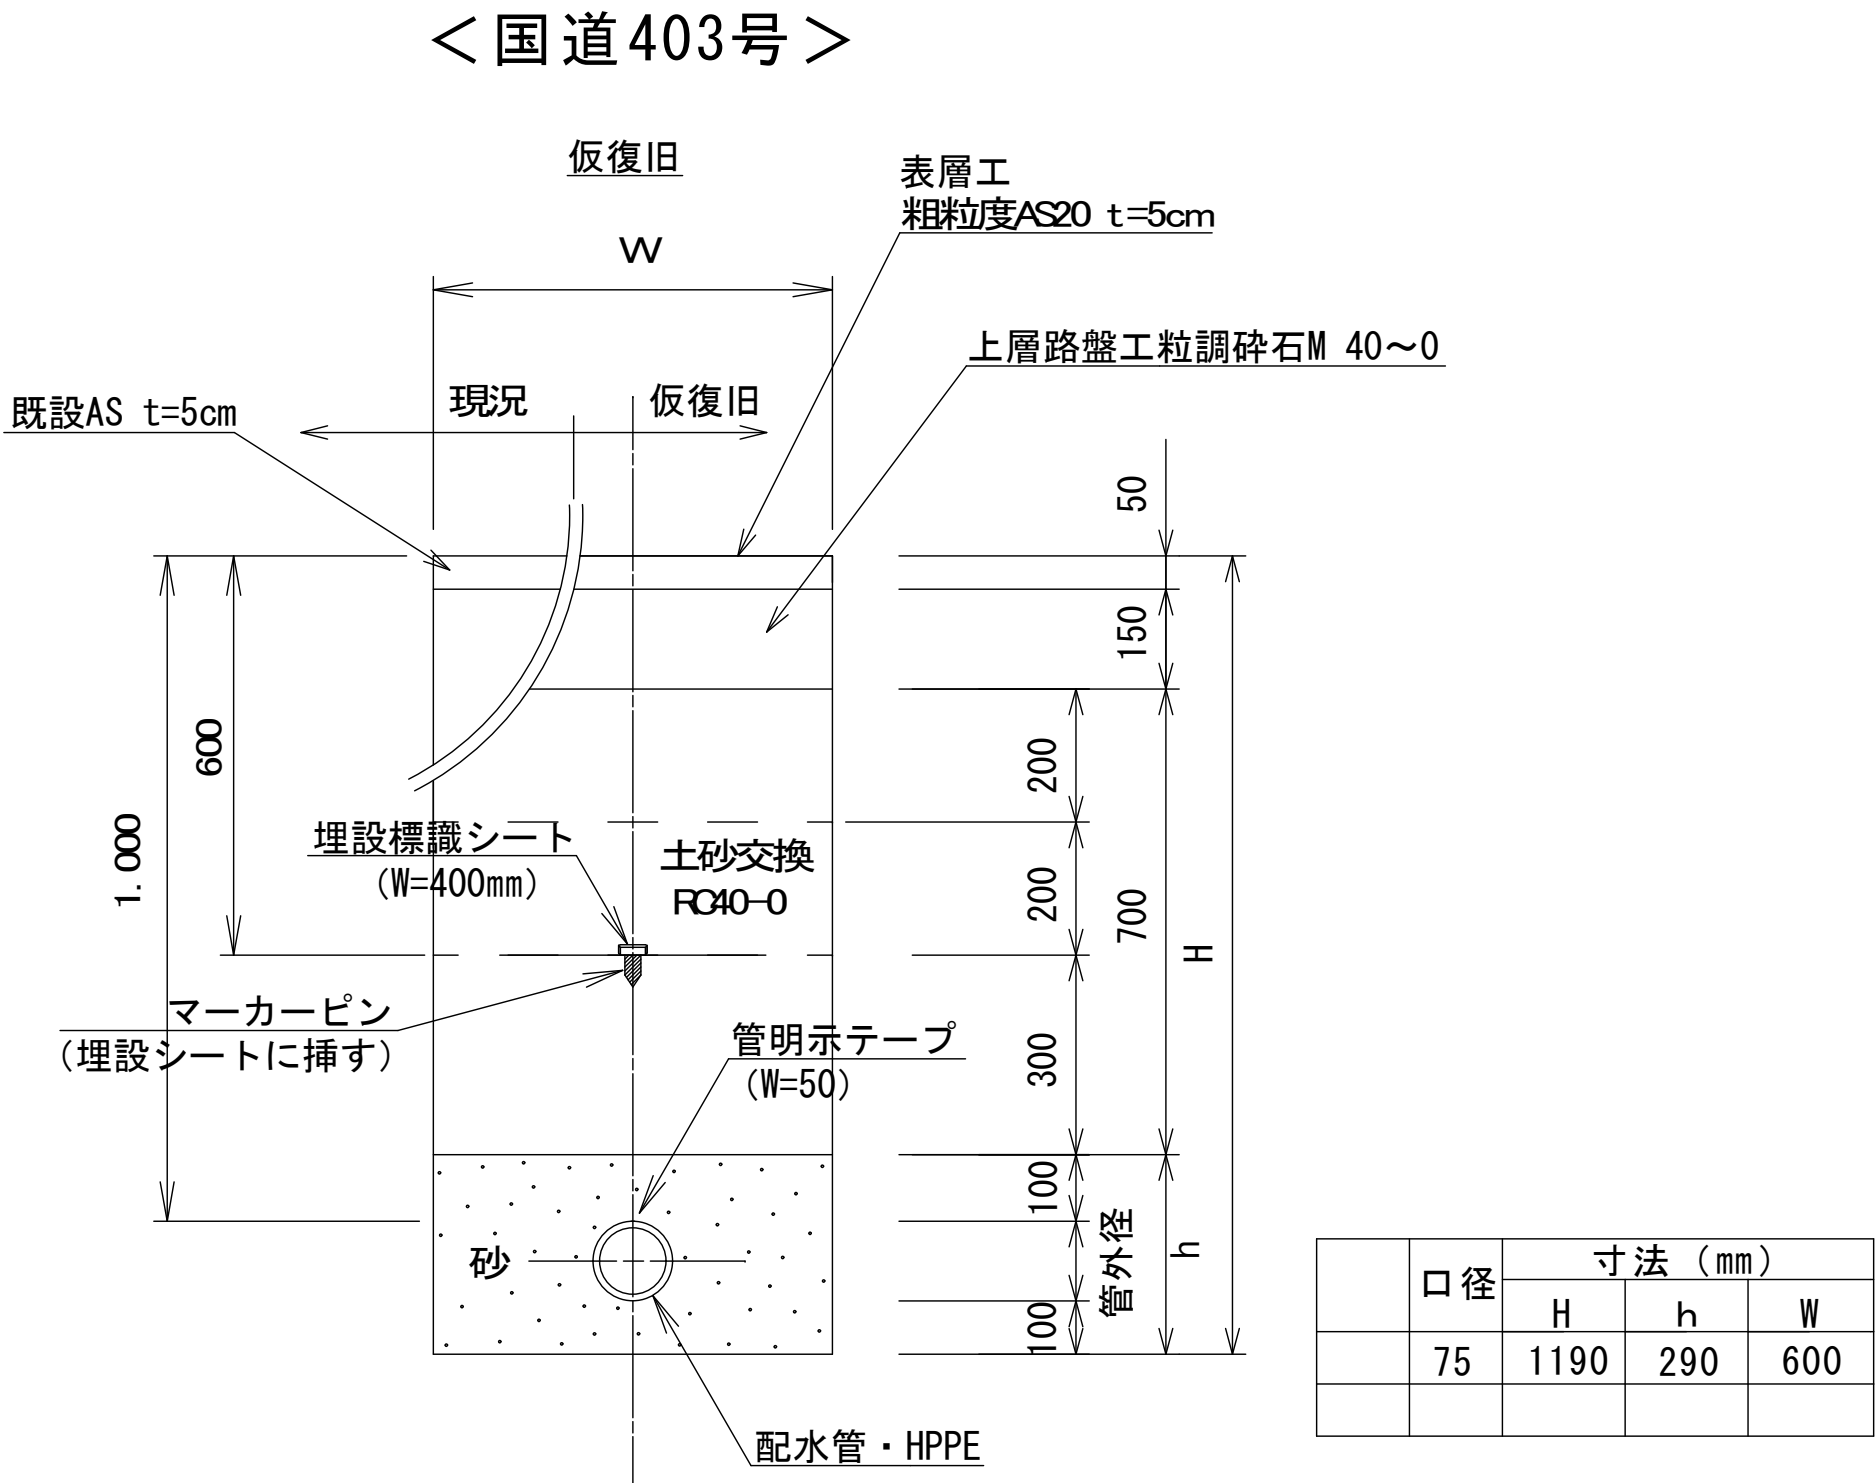 ＜国道403号＞
仮復旧
表層工
粗粒度AS20 t=5cm
W
上層路盤工粒調砕石M 40～0
既設AS t=5cm
現況
仮復旧
50
150
600
200
1.000
埋設標識シート
(W=400mm)
土砂交換
RC40-0
200
700
H
マーカーピン
(埋設シートに挿す)
管明示テープ
(W=50)
300
100
砂
管外径
h
100
配水管・HPPE
口径 寸法 (mm)
H h W
75 1190 290 600